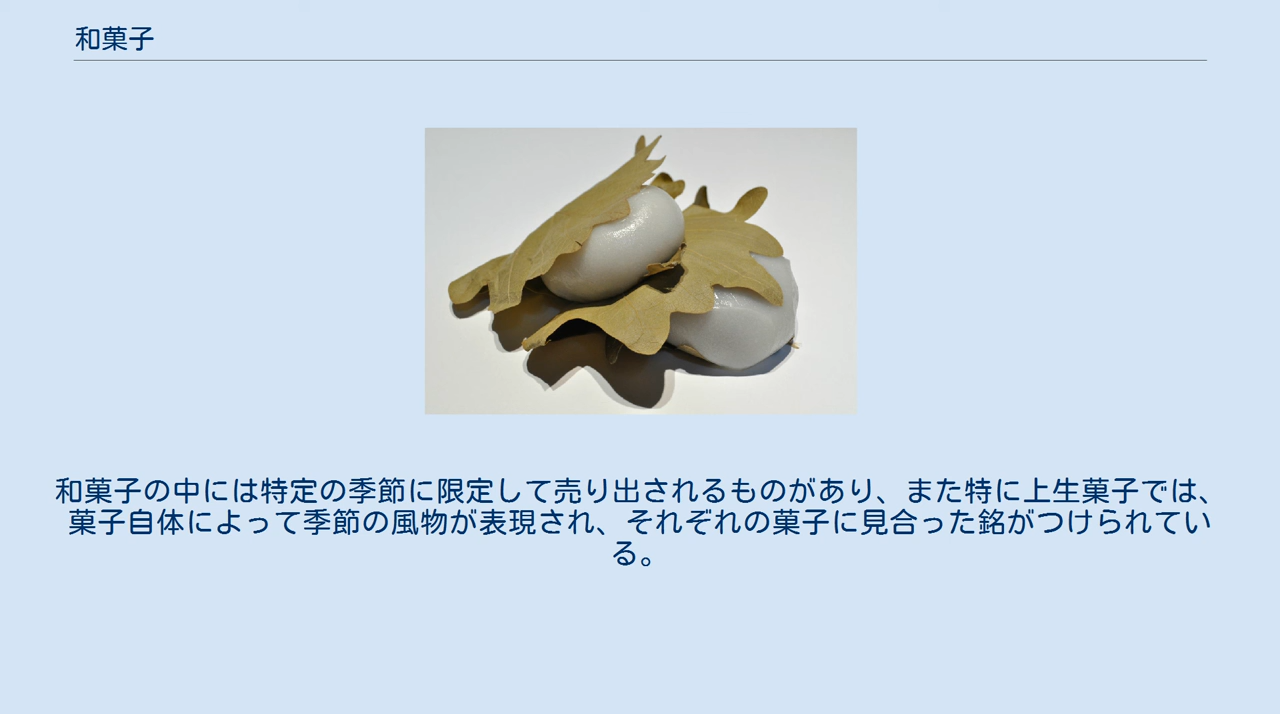 和菓子
和菓子の中には特定の季節に限定して売り出されるものがあり、また特に上生菓子では、
菓子自体によって季節の風物が表現され、それぞれの菓子に見合った銘がつけられてい
る。